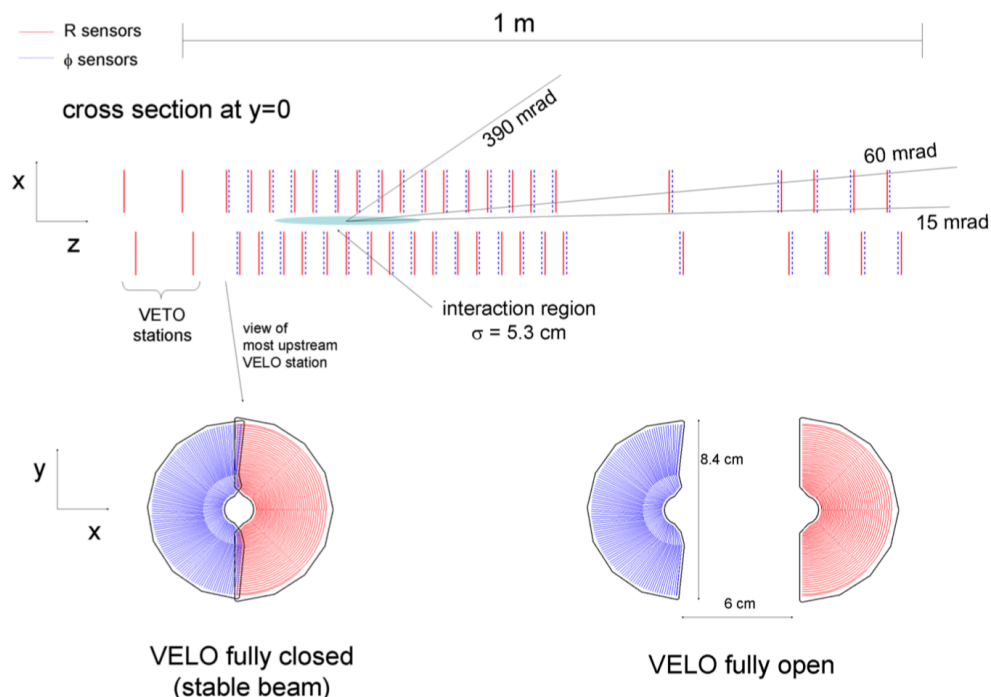 R sensors
ϕ sensors
1 m
cross section at y=0
390 mrad
60 mrad
15 mrad
x
z
VETO
stations
view of
most upstream
VELO station
interaction region
σ = 5.3 cm
y
x
8.4 cm
6 cm
VELO fully closed
(stable beam)
VELO fully open